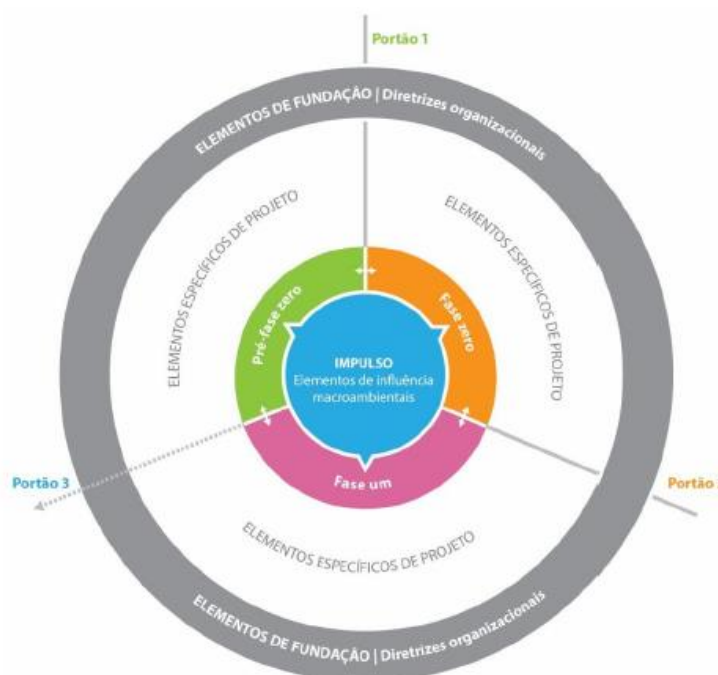 Portão 1
ELEMENTOS DE FUNDAÇÃO | Diretrizes organizacionais
ELEMENTOS ESPECÍFICOS DE PROJETO
ELEMENTOS ESPECÍFICOS DE PROJETO
Pré-fase zero
Fase zero
IMPULSO
Elementos de influência
macroambientais
Portão 3
Portão
Fase um
ELEMENTOS ESPECÍFICOS DE PROJETO
ELEMENTOS DE FUNDAÇÃO | Diretrizes organizacionais